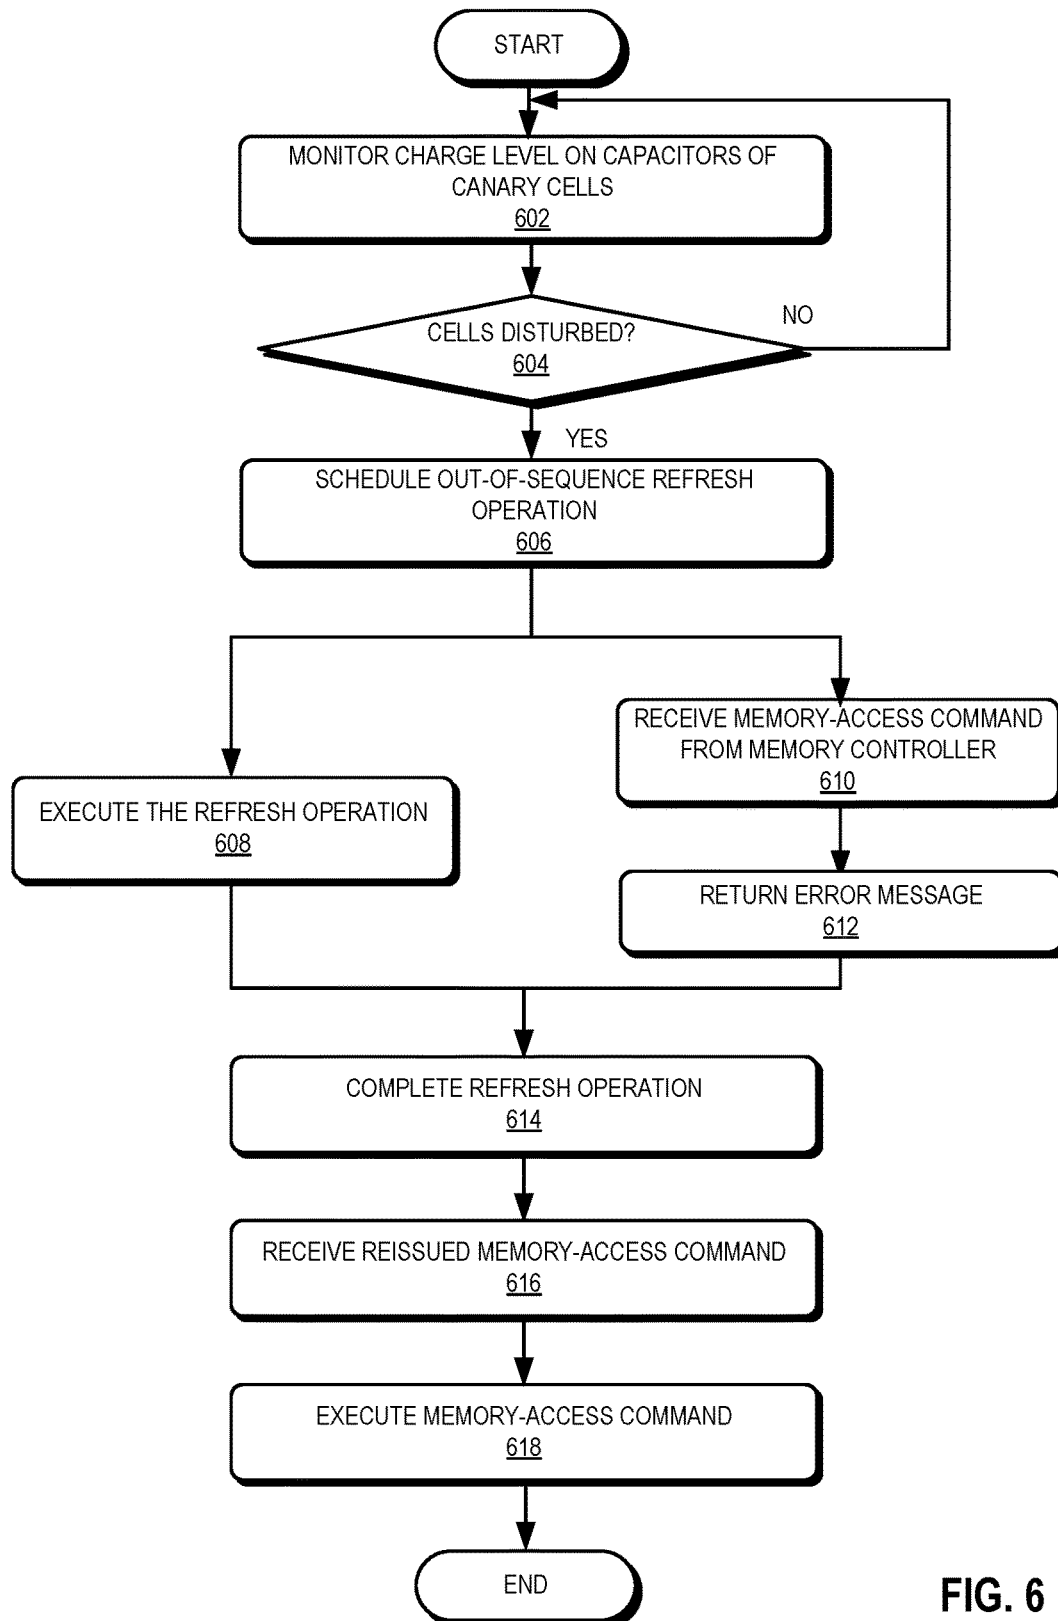 START
MONITOR CHARGE LEVEL ON CAPACITORS OF
CANARY CELLS
602
NO
CELLS DISTURBED?
604
YES
SCHEDULE OUT-OF-SEQUENCE REFRESH
OPERATION
606
EXECUTE THE REFRESH OPERATION
608
RECEIVE MEMORY-ACCESS COMMAND
FROM MEMORY CONTROLLER
610
RETURN ERROR MESSAGE
612
COMPLETE REFRESH OPERATION
614
RECEIVE REISSUED MEMORY-ACCESS COMMAND
616
EXECUTE MEMORY-ACCESS COMMAND
618
END
FIG. 6